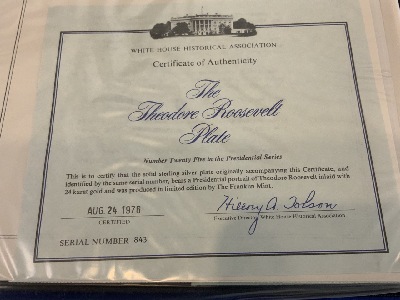 WHITE HOUSE HISTORICAL ASSOCIATION
Certificate of Authenticity
The
Theodore Roosevelt
Plate
Number Twenty Five in the Presidential Series
This is to certify that the solid sterling silver plate originally accompanying this Certificate, and
identified by the same serial number, bears a Presidential portrait of Theodore Roosevelt inlaid with
24 karat gold and was produced in limited edition by The Franklin Mint.
AUG. 24 1976
CERTIFIED
Hillory A. Tolson
Executive Director, White House Historical Association
SERIAL NUMBER 843